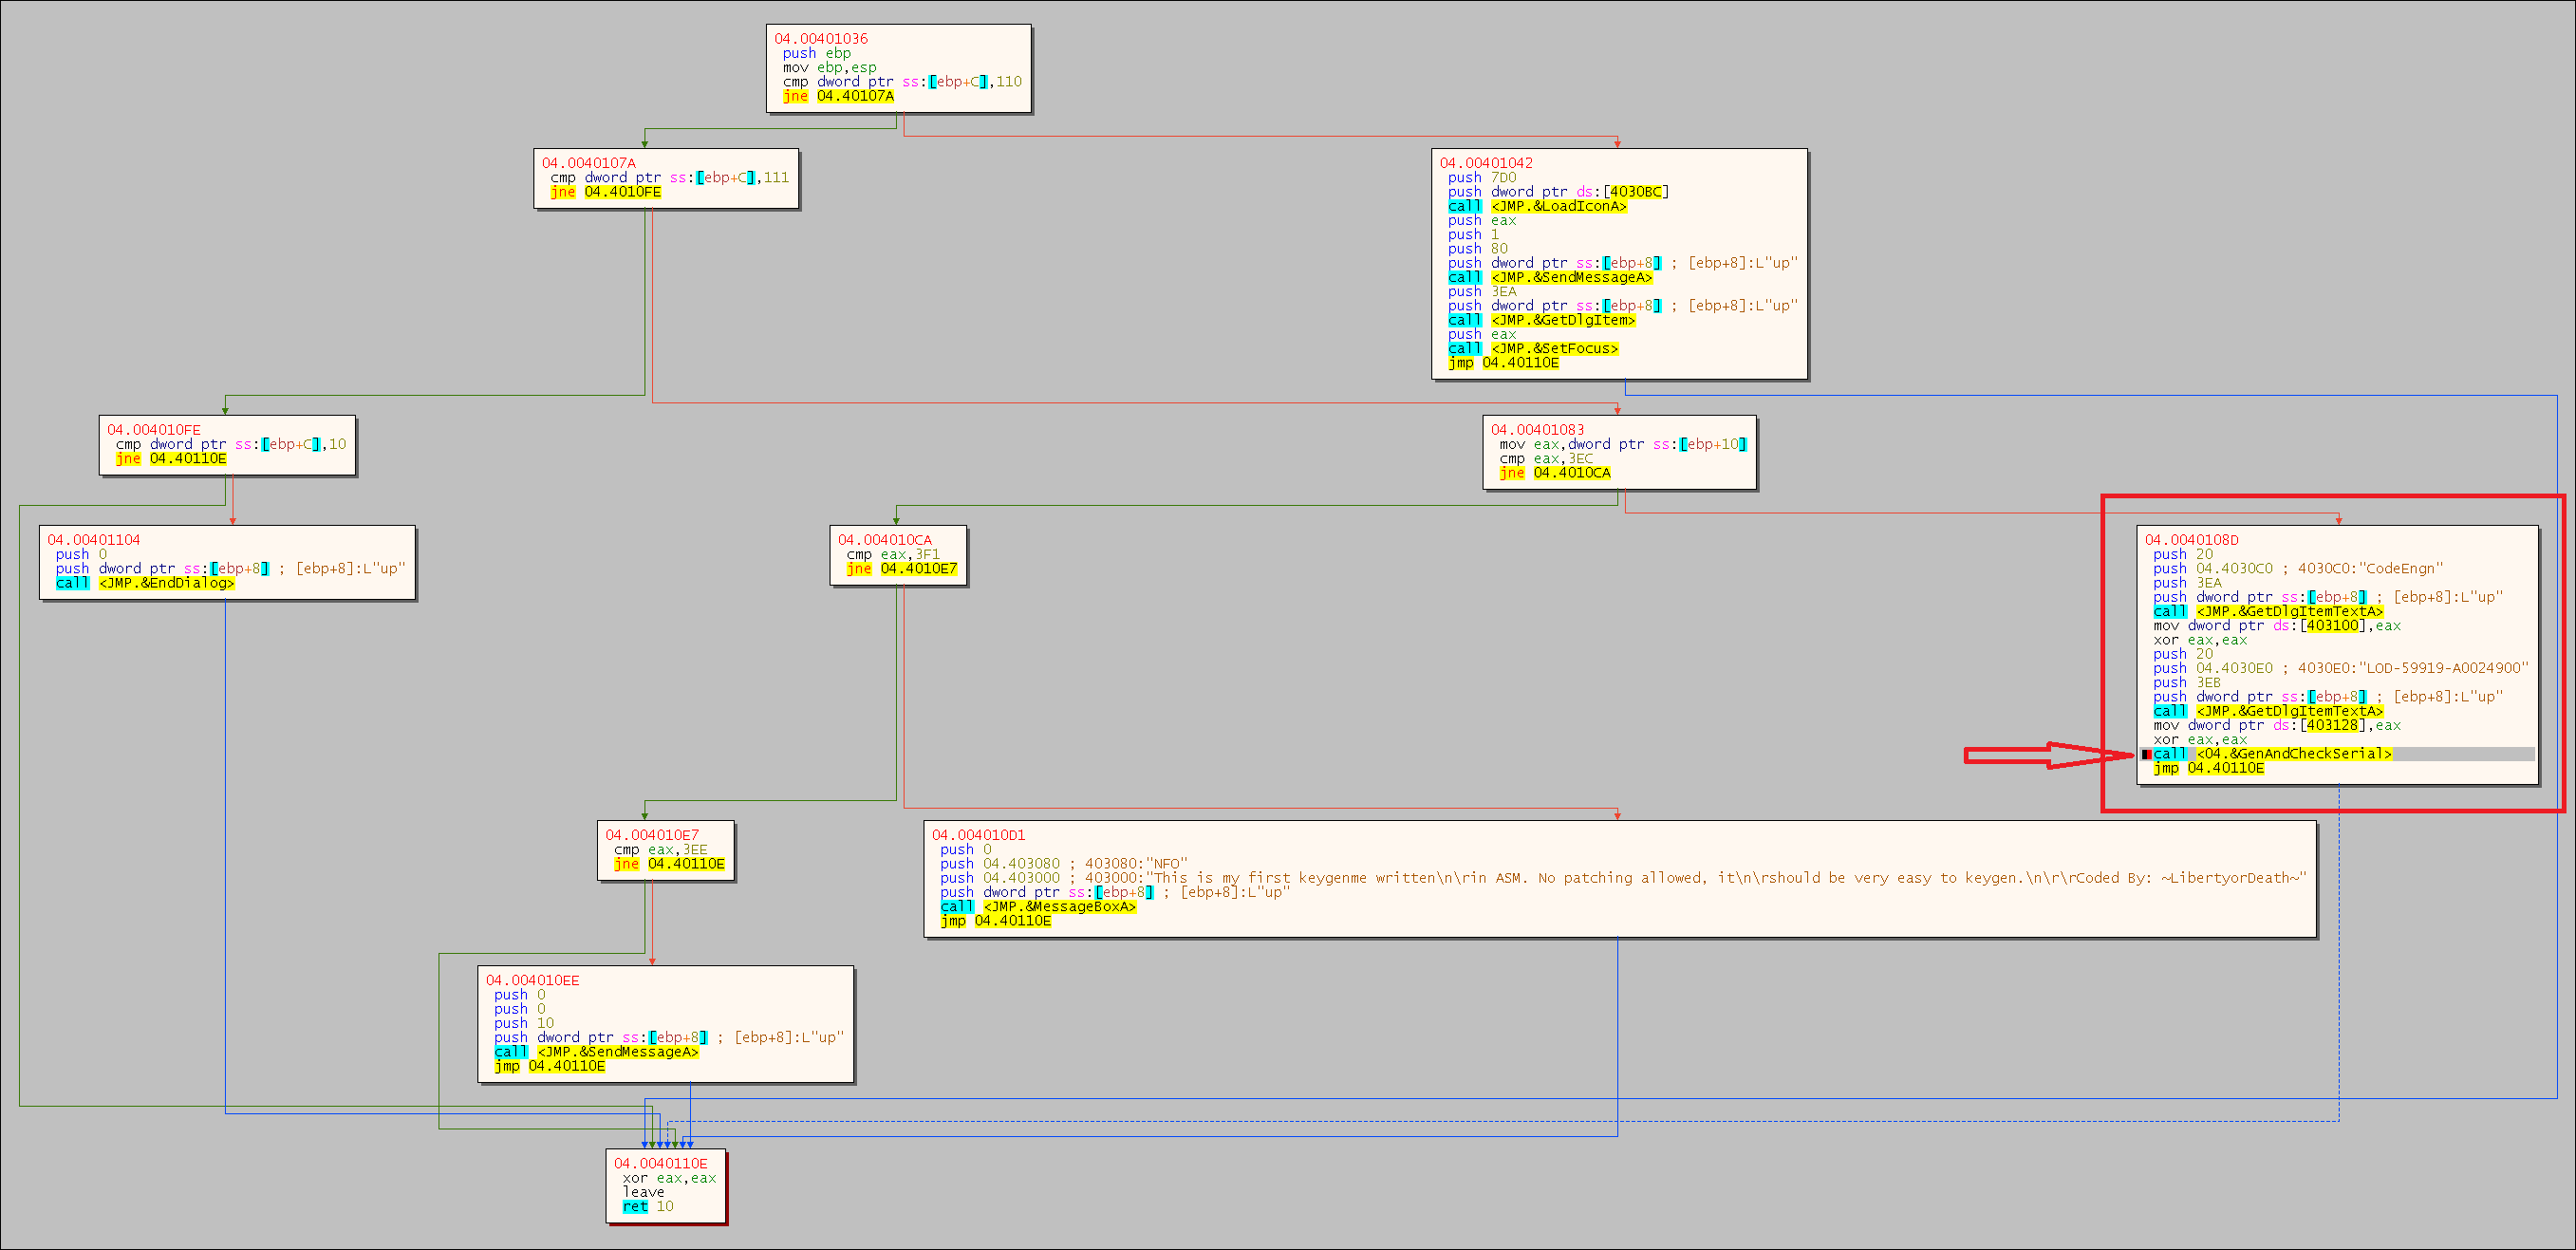 04.00401036
push ebp
mov ebp,esp
cmp dword ptr ss:[ebp+C],110
jne 04.40107A
04.0040107A
cmp dword ptr ss:[ebp+C],111
jne 04.4010FE
04.00401042
push 7D0
push dword ptr ds:[4030BC]
call <JMP.&LoadIconA>
push eax
push 1
push 80
push dword ptr ss:[ebp+8] ; [ebp+8]:L"up"
call <JMP.&SendMessageA>
push 3EA
push dword ptr ss:[ebp+8] ; [ebp+8]:L"up"
call <JMP.&GetDlgItem>
push eax
call <JMP.&SetFocus>
jmp 04.40110E
04.004010FE
cmp dword ptr ss:[ebp+C],10
jne 04.40110E
04.00401083
mov eax,dword ptr ss:[ebp+10]
cmp eax,3EC
jne 04.4010CA
04.00401104
push 0
push dword ptr ss:[ebp+8] ; [ebp+8]:L"up"
call <JMP.&EndDialog>
04.004010CA
cmp eax,3F1
jne 04.4010E7
04.0040108D
push 20
push 04.4030C0 ; 4030C0:"CodeEngn"
push 3EA
push dword ptr ss:[ebp+8] ; [ebp+8]:L"up"
call <JMP.&GetDlgItemTextA>
mov dword ptr ds:[403100],eax
xor eax,eax
push 20
push 04.4030E0 ; 4030E0:"LOD-59919-A0024900"
push 3EB
push dword ptr ss:[ebp+8] ; [ebp+8]:L"up"
call <JMP.&GetDlgItemTextA>
mov dword ptr ds:[403128],eax
xor eax,eax
call <04.&GenAndCheckSerial>
jmp 04.40110E
04.004010E7
cmp eax,3EE
jne 04.40110E
04.004010D1
push 0
push 04.403080 ; 403080:"NFO"
push 04.403000 ; 403000:"This is my first keygenme written\n\rin ASM. No patching allowed, it\n\rshould be very easy to keygen.\n\r\rCoded By: ~LibertyorDeath~"
push dword ptr ss:[ebp+8] ; [ebp+8]:L"up"
call <JMP.&MessageBoxA>
jmp 04.40110E
04.004010EE
push 0
push 0
push 10
push dword ptr ss:[ebp+8] ; [ebp+8]:L"up"
call <JMP.&SendMessageA>
jmp 04.40110E
04.0040110E
xor eax,eax
leave
ret 10